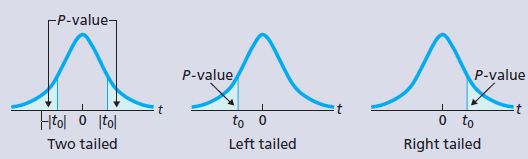 P-value
-|t0| 0 |t0| t
Two tailed
P-value
t0 0 t
Left tailed
P-value
0 t0 t
Right tailed